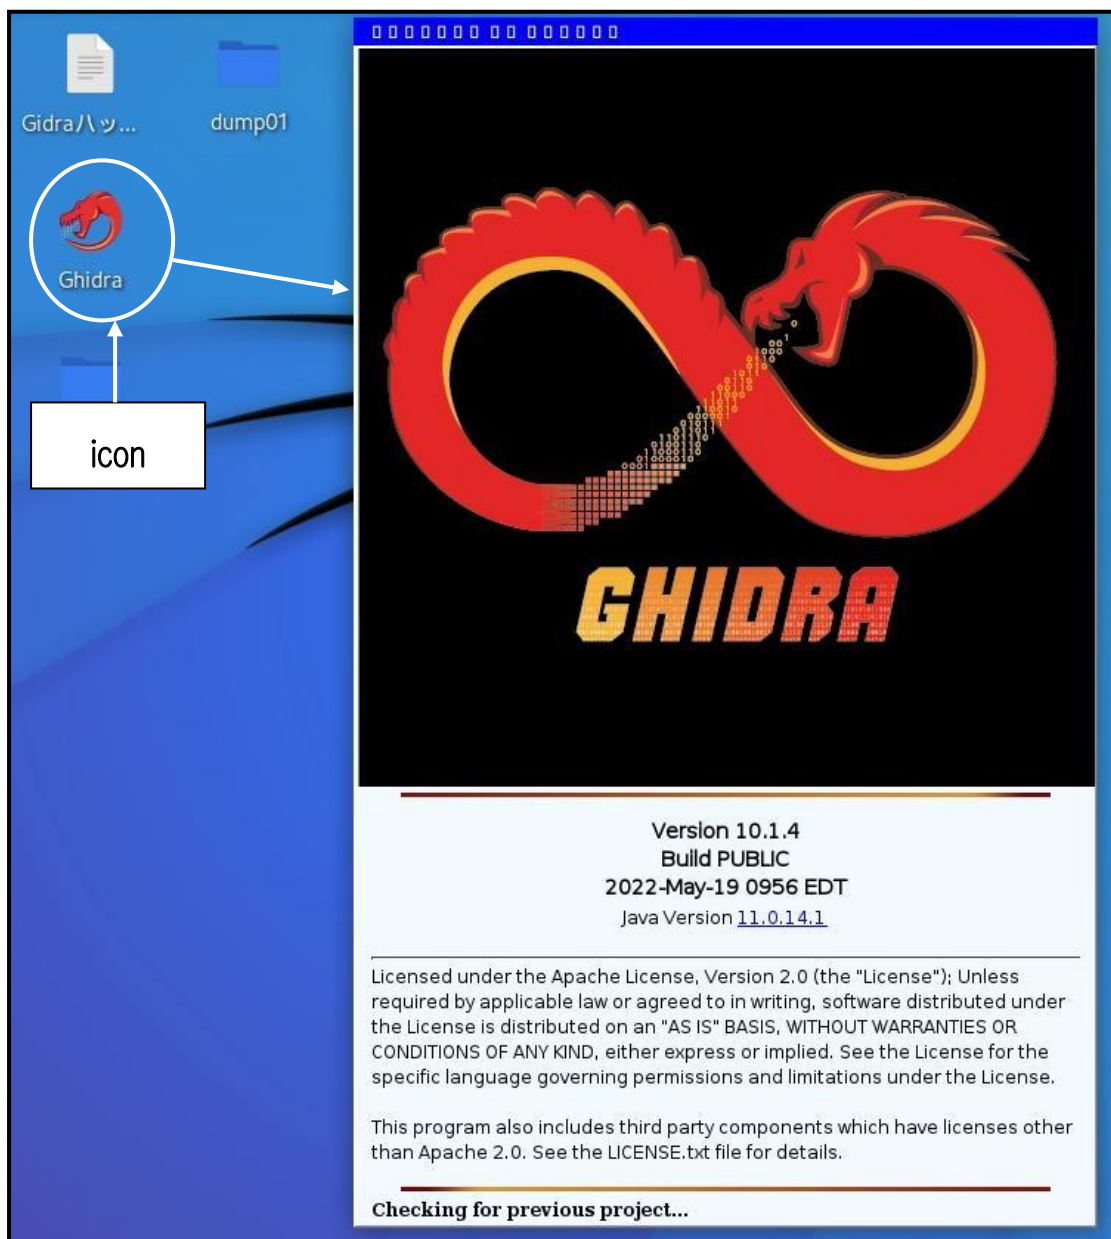 Gidraハッ...
dump01
Ghidra
icon
GHIDRA
Version 10.1.4
Build PUBLIC
2022-May-19 0956 EDT
Java Version 11.0.14.1
Licensed under the Apache License, Version 2.0 (the "License"); Unless
required by applicable law or agreed to in writing, software distributed under
the License is distributed on an "AS IS" BASIS, WITHOUT WARRANTIES OR
CONDITIONS OF ANY KIND, either express or implied. See the License for the
specific language governing permissions and limitations under the License.
This program also includes third party components which have licenses other
than Apache 2.0. See the LICENSE.txt file for details.
Checking for previous project...